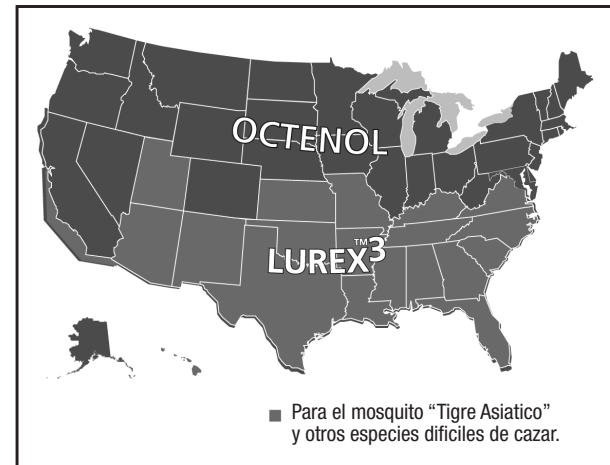 OCTENOL
LUREX™3
Para el mosquito “Tigre Asiatico”
y otros especies dificiles de cazar.